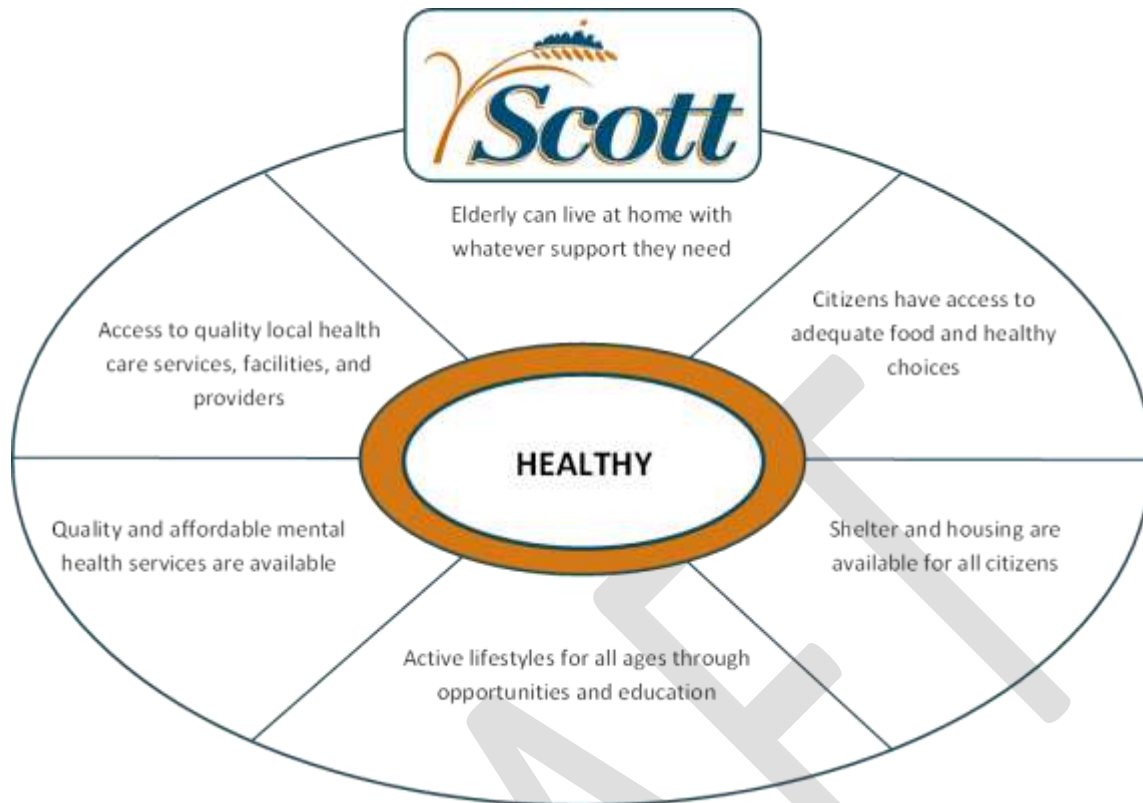 Scott
Elderly can live at home with
whatever support they need
Citizens have access to
adequate food and healthy
choices
Shelter and housing are
available for all citizens
Active lifestyles for all ages through
opportunities and education
Quality and affordable mental
health services are available
Access to quality local health
care services, facilities, and
providers
HEALTHY